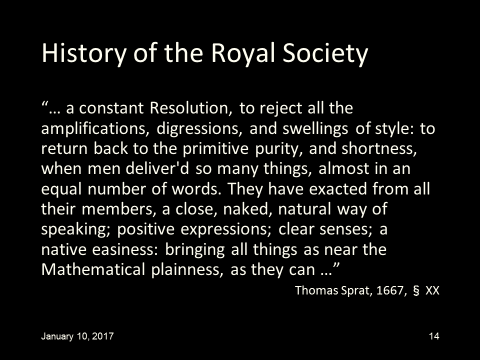 History of the Royal Society
“… a constant Resolution, to reject all the
amplifications, digressions, and swellings of style: to
return back to the primitive purity, and shortness,
when men deliver'd so many things, almost in an
equal number of words. They have exacted from all
their members, a close, naked, natural way of
speaking; positive expressions; clear senses; a
native easiness: bringing all things as near the
Mathematical plainness, as they can …”
Thomas Sprat, 1667, § XX
January 10, 2017
14